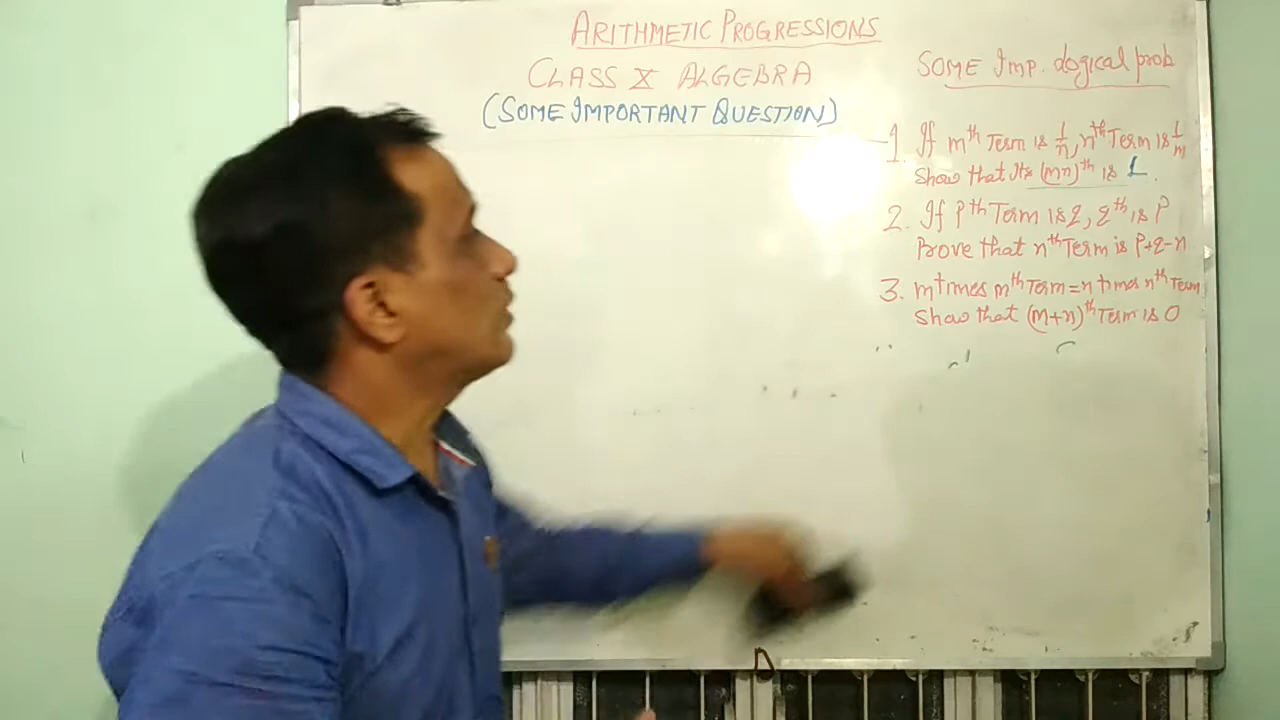 ARITHMETIC PROGRESSIONS
CLASS X ALGEBRA
(SOME IMPORTANT QUESTION)
SOME Imp. Logical prob
1. If mth Term is 1/n, nth Term is 1/m
Show that Its (mn)th is 1.
2. If Pth Term is q, qth is P
Prove that nth Term is P+q-n
3. m times mth Term = n times nth Term
Show that (m+n)th Term is 0